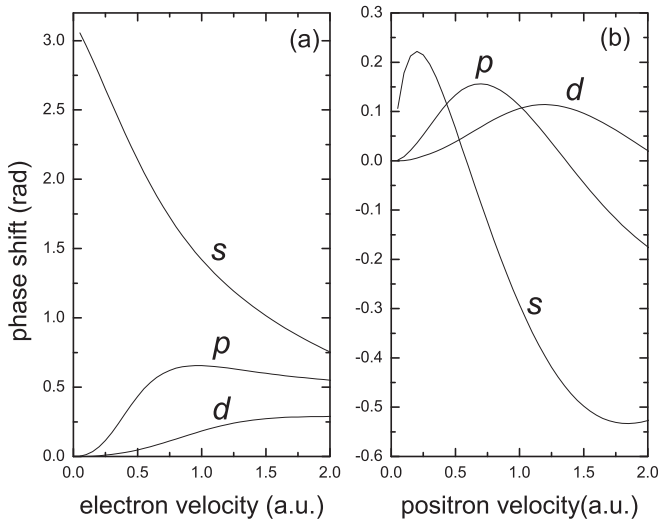 (a)
3.0
2.5
2.0
1.5
1.0
0.5
0.0
phase shift (rad)
s
p
d
0.0 0.5 1.0 1.5 2.0
electron velocity (a.u.)
(b)
0.3
0.2
0.1
0.0
-0.1
-0.2
-0.3
-0.4
-0.5
-0.6
p
d
s
0.0 0.5 1.0 1.5 2.0
positron velocity(a.u.)